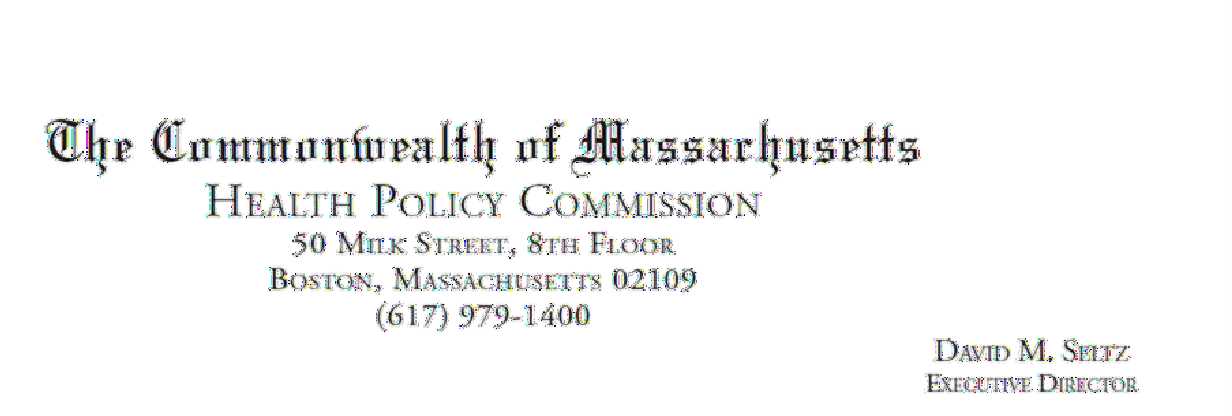 The Commonwealth of Massachusetts
Health Policy Commission
50 Milk Street, 8th Floor
Boston, Massachusetts 02109
(617) 979-1400
David M. Seltz
Executive Director